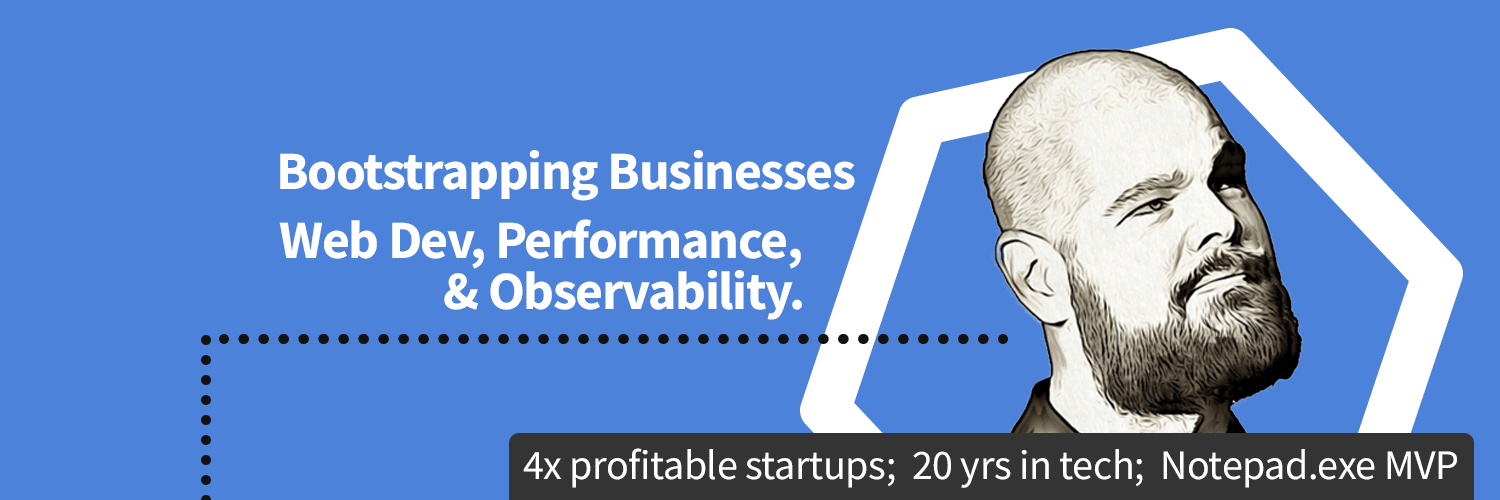 Bootstrapping Businesses
Web Dev, Performance,
& Observability.
4x profitable startups;  20 yrs in tech;  Notepad.exe MVP